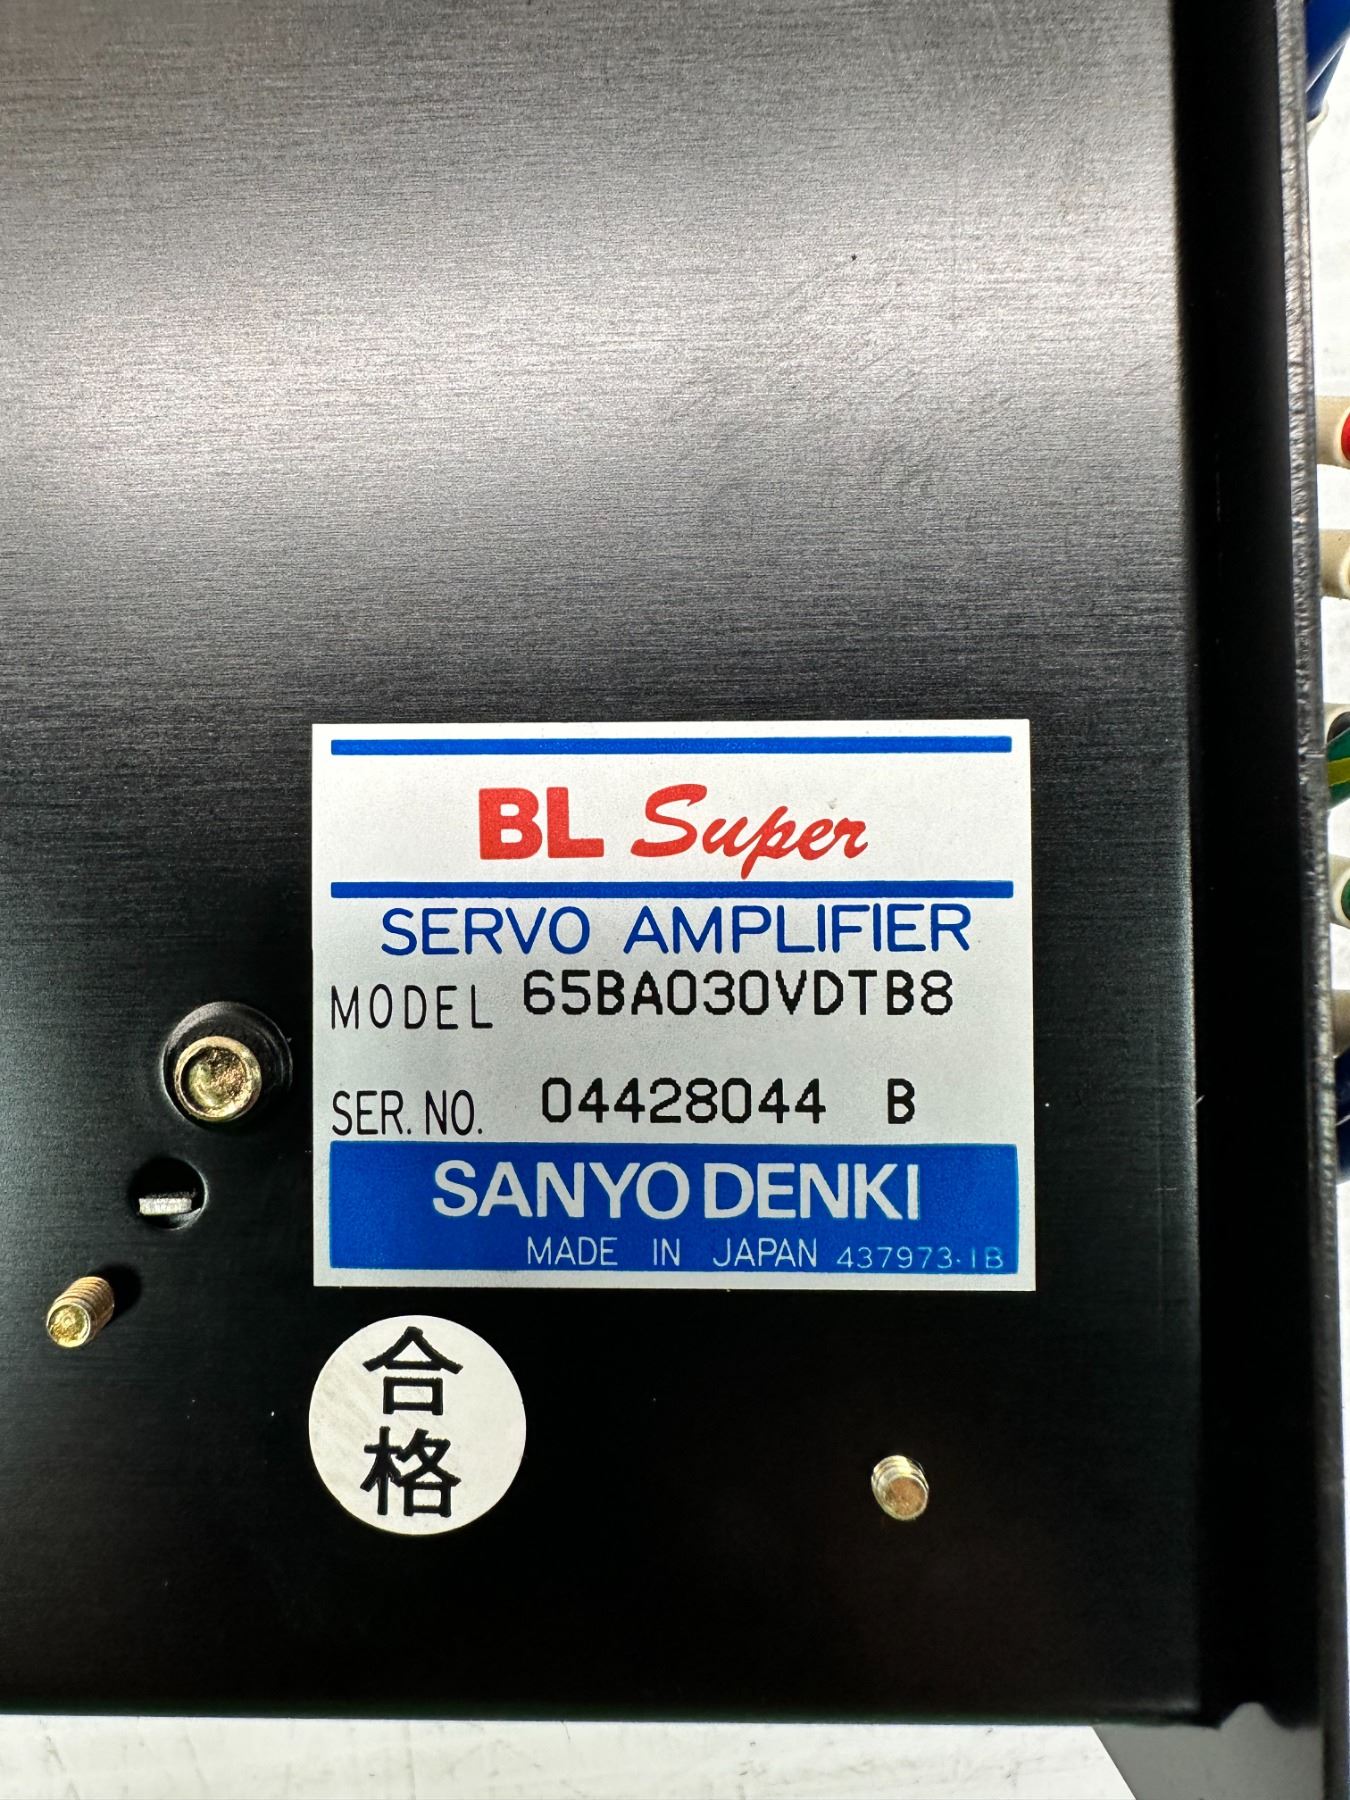 BL Super
SERVO AMPLIFIER
MODEL 65BA030VDTB8
SER. NO. 04428044 B
SANYO DENKI
MADE IN JAPAN 437973-1B
合
格